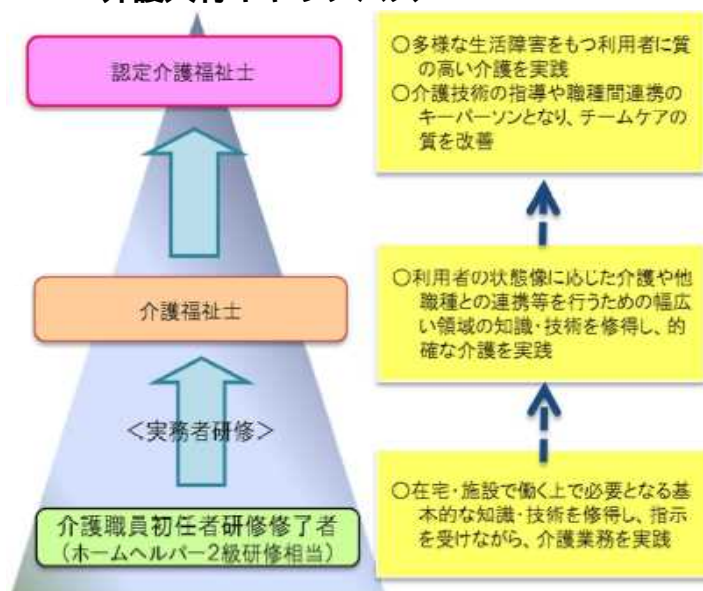 認定介護福祉士
○多様な生活障害をもつ利用者に質
の高い介護を実践
○介護技術の指導や職種間連携の
キーパーソンとなり、チームケアの
質を改善
介護福祉士
○利用者の状態像に応じた介護や他
職種との連携等を行うための幅広
い領域の知識・技術を修得し、的
確な介護を実践
＜実務者研修＞
介護職員初任者研修修了者
（ホームヘルパー2級研修相当）
○在宅・施設で働く上で必要となる基
本的な知識・技術を修得し、指示
を受けながら、介護業務を実践